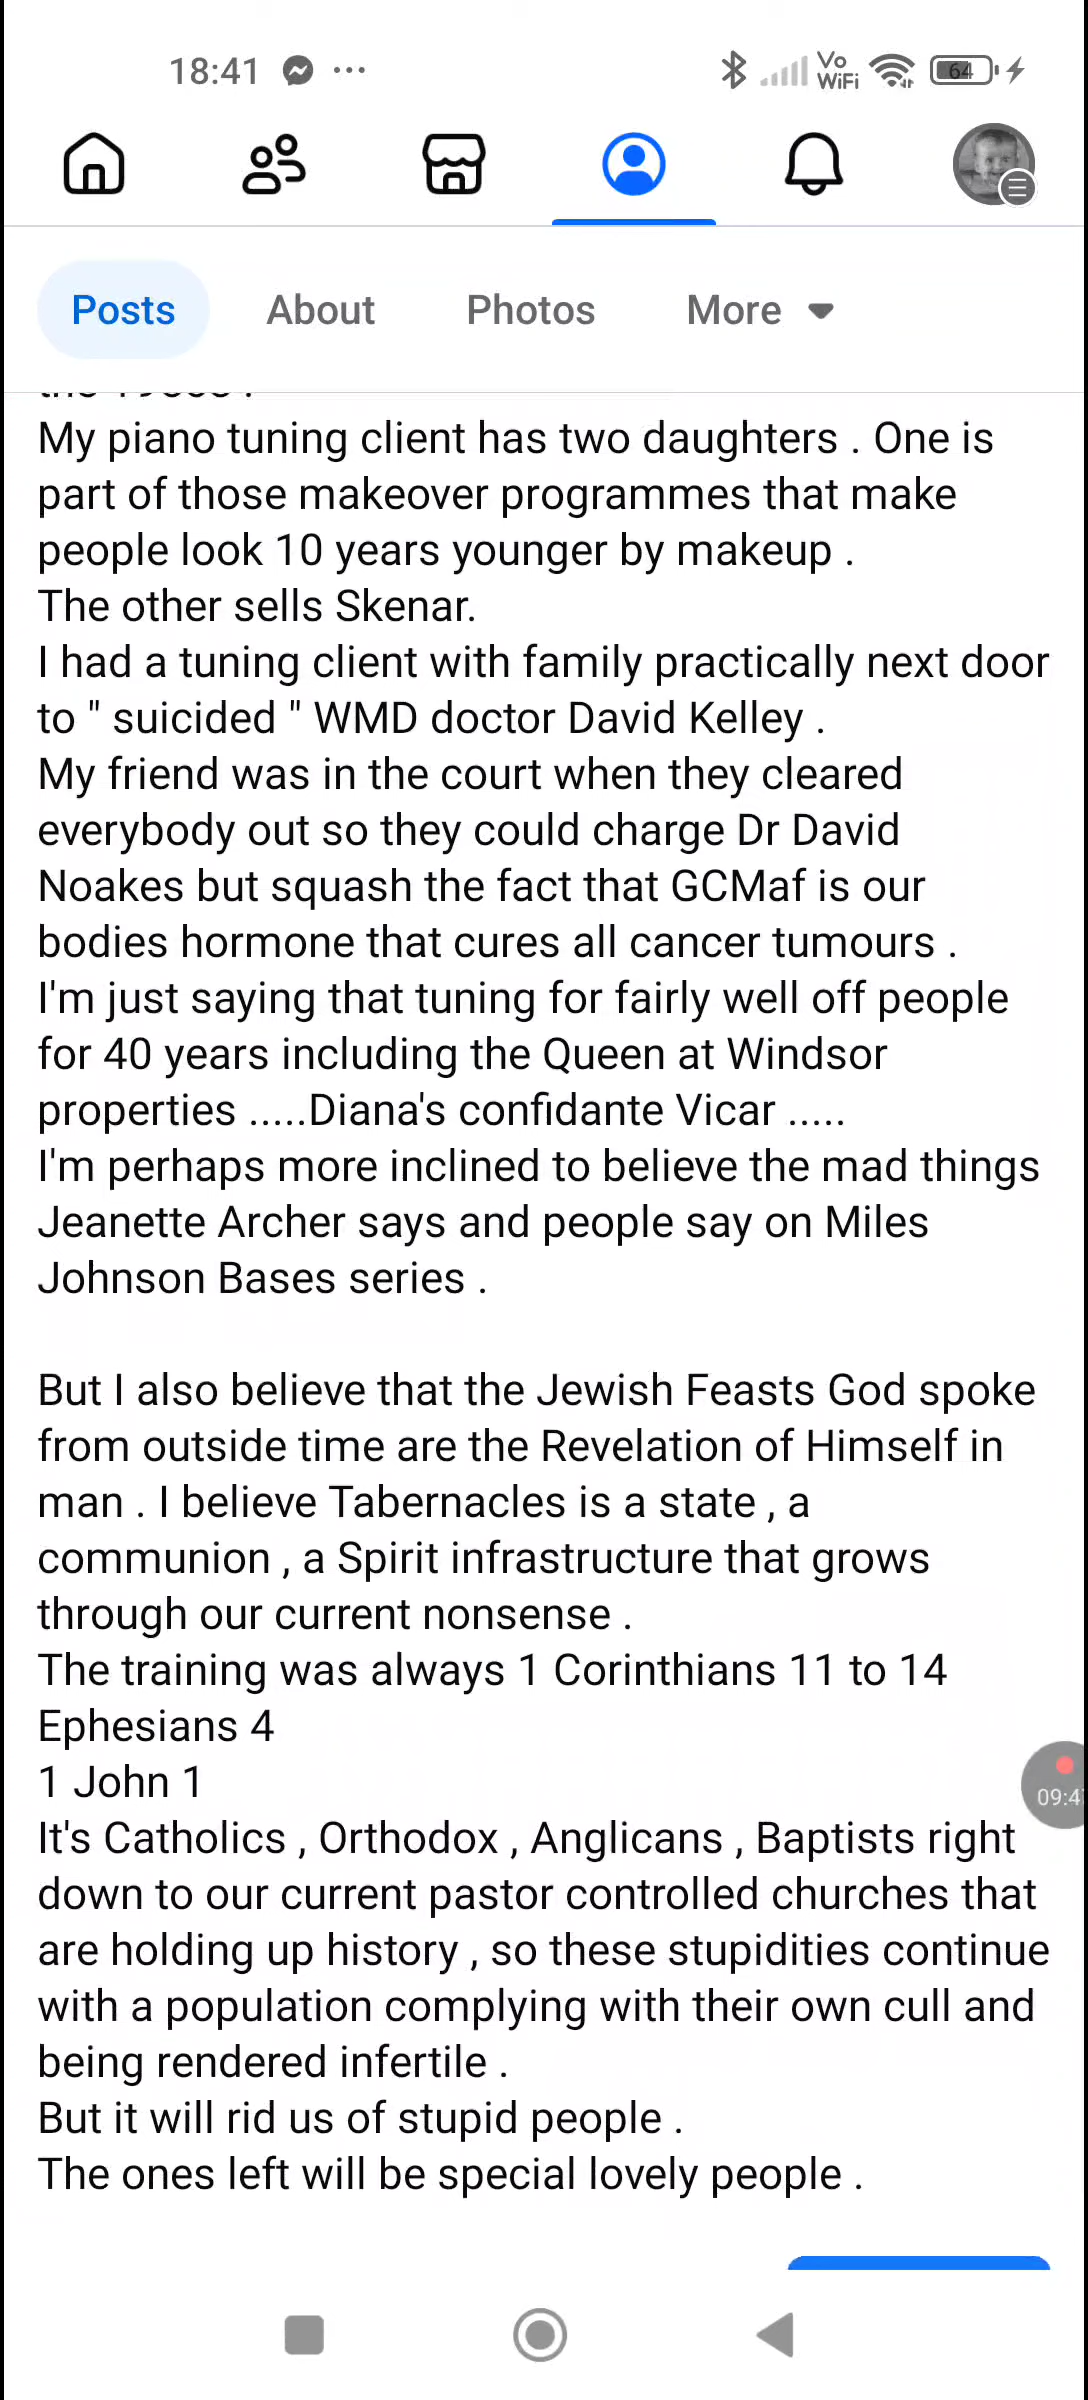 18:41
Vo
WiFi
64
Posts
About
Photos
More
My piano tuning client has two daughters . One is
part of those makeover programmes that make
people look 10 years younger by makeup .
The other sells Skenar.
I had a tuning client with family practically next door
to " suicided " WMD doctor David Kelley .
My friend was in the court when they cleared
everybody out so they could charge Dr David
Noakes but squash the fact that GCMaf is our
bodies hormone that cures all cancer tumours .
I'm just saying that tuning for fairly well off people
for 40 years including the Queen at Windsor
properties .....Diana's confidante Vicar .....
I'm perhaps more inclined to believe the mad things
Jeanette Archer says and people say on Miles
Johnson Bases series .
But I also believe that the Jewish Feasts God spoke
from outside time are the Revelation of Himself in
man . I believe Tabernacles is a state , a
communion , a Spirit infrastructure that grows
through our current nonsense .
The training was always 1 Corinthians 11 to 14
Ephesians 4
1 John 1
It's Catholics , Orthodox , Anglicans , Baptists right
down to our current pastor controlled churches that
are holding up history , so these stupidities continue
with a population complying with their own cull and
being rendered infertile .
But it will rid us of stupid people .
The ones left will be special lovely people .